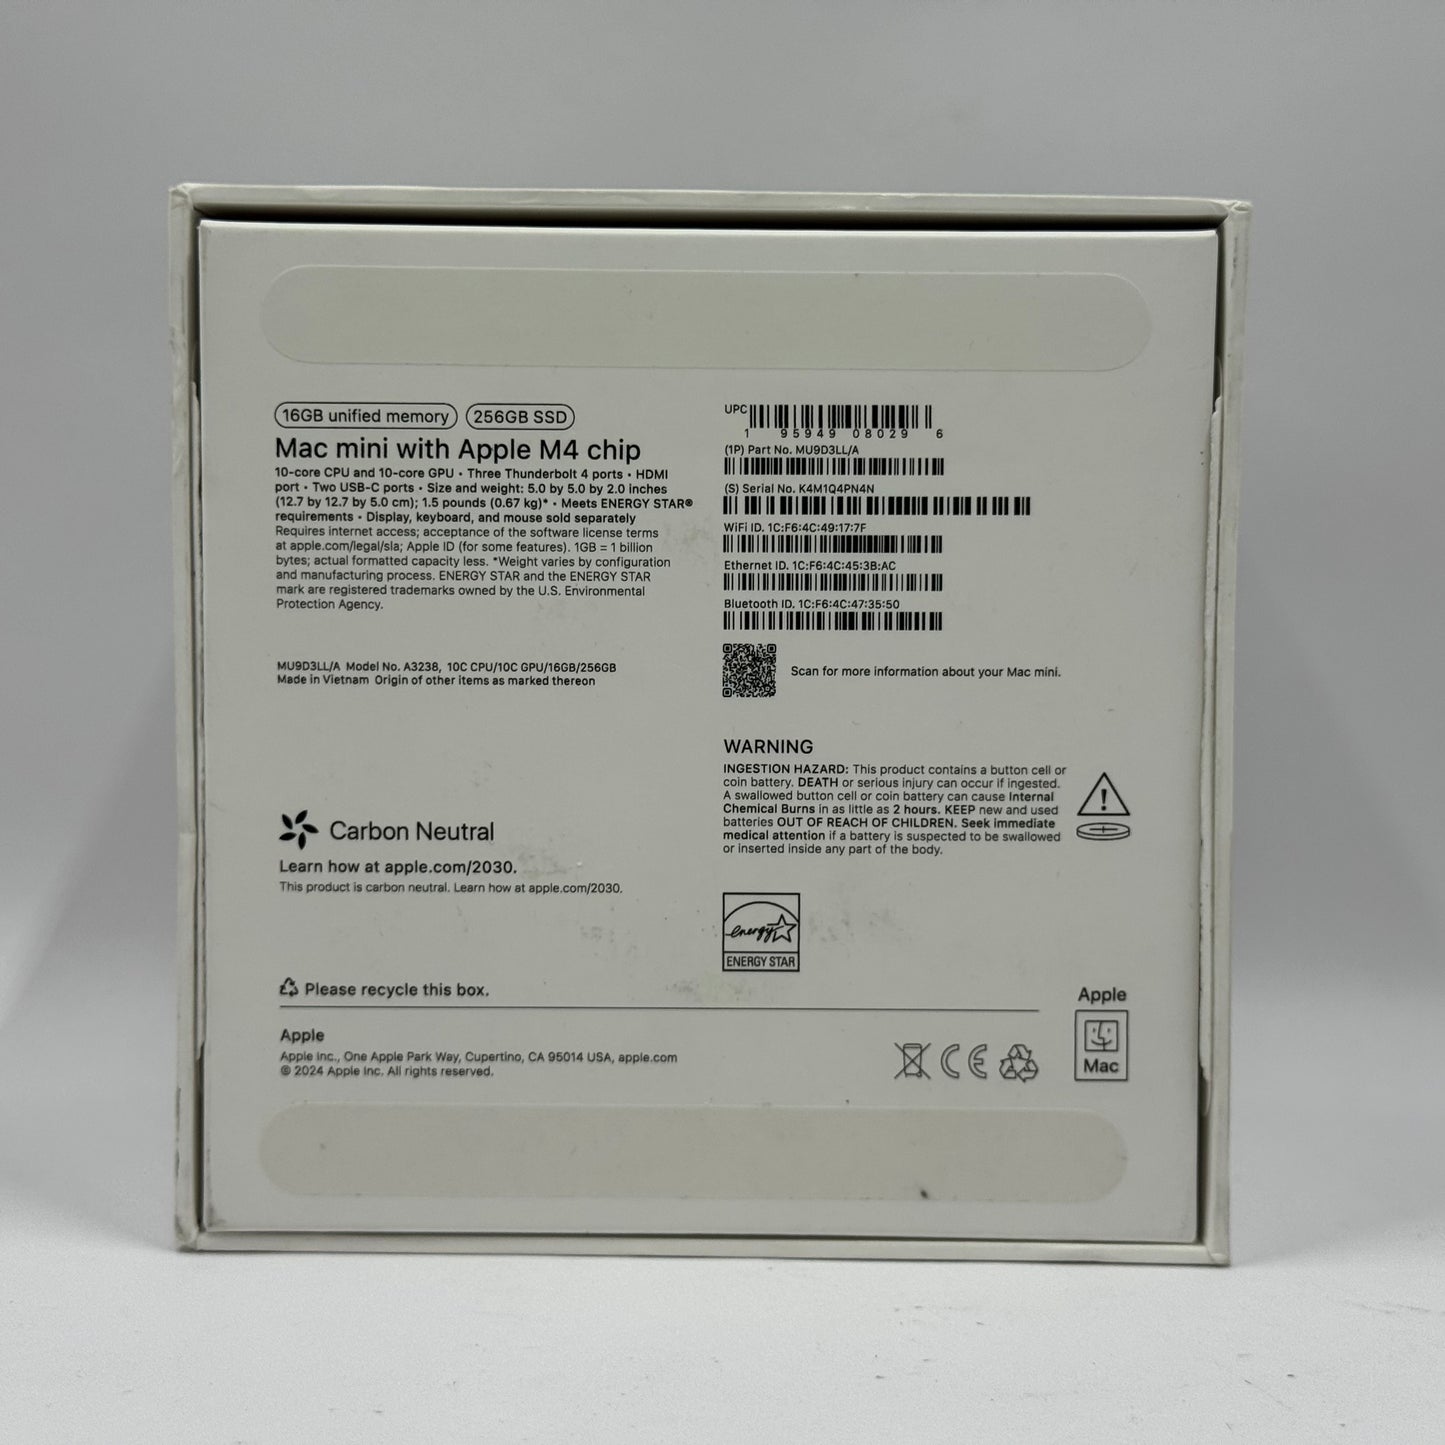 16GB unified memory 256GB SSD
Mac mini with Apple M4 chip
10-core CPU and 10-core GPU • Three Thunderbolt 4 ports • HDMI
port • Two USB-C ports • Size and weight: 5.0 by 5.0 by 2.0 inches
(12.7 by 12.7 by 5.0 cm); 1.5 pounds (0.67 kg)* • Meets ENERGY STAR®
requirements • Display, keyboard, and mouse sold separately
Requires internet access; acceptance of the software license terms
at apple.com/legal/sla; Apple ID (for some features). 1GB = 1 billion
bytes; actual formatted capacity less. *Weight varies by configuration
and manufacturing process. ENERGY STAR and the ENERGY STAR
mark are registered trademarks owned by the U.S. Environmental
Protection Agency.
MU9D3LL/A Model No. A3238, 10C CPU/10C GPU/16GB/256GB
Made in Vietnam Origin of other items as marked thereon
Carbon Neutral
Learn how at apple.com/2030.
This product is carbon neutral. Learn how at apple.com/2030.
Please recycle this box.
Apple
Apple Inc., One Apple Park Way, Cupertino, CA 95014 USA, apple.com
© 2024 Apple Inc. All rights reserved.
UPC
1 95949 08029 6
(1P) Part No. MU9D3LL/A
(S) Serial No. K4M1Q4PN4N
WiFi ID. 1C:F6:4C:49:17:7F
Ethernet ID. 1C:F6:4C:45:3B:AC
Bluetooth ID. 1C:F6:4C:47:35:50
Scan for more information about your Mac mini.
WARNING
INGESTION HAZARD: This product contains a button cell or
coin battery. DEATH or serious injury can occur if ingested.
A swallowed button cell or coin battery can cause Internal
Chemical Burns in as little as 2 hours. KEEP new and used
batteries OUT OF REACH OF CHILDREN. Seek immediate
medical attention if a battery is suspected to be swallowed
or inserted inside any part of the body.
energy
ENERGY STAR
CE
Apple
Mac